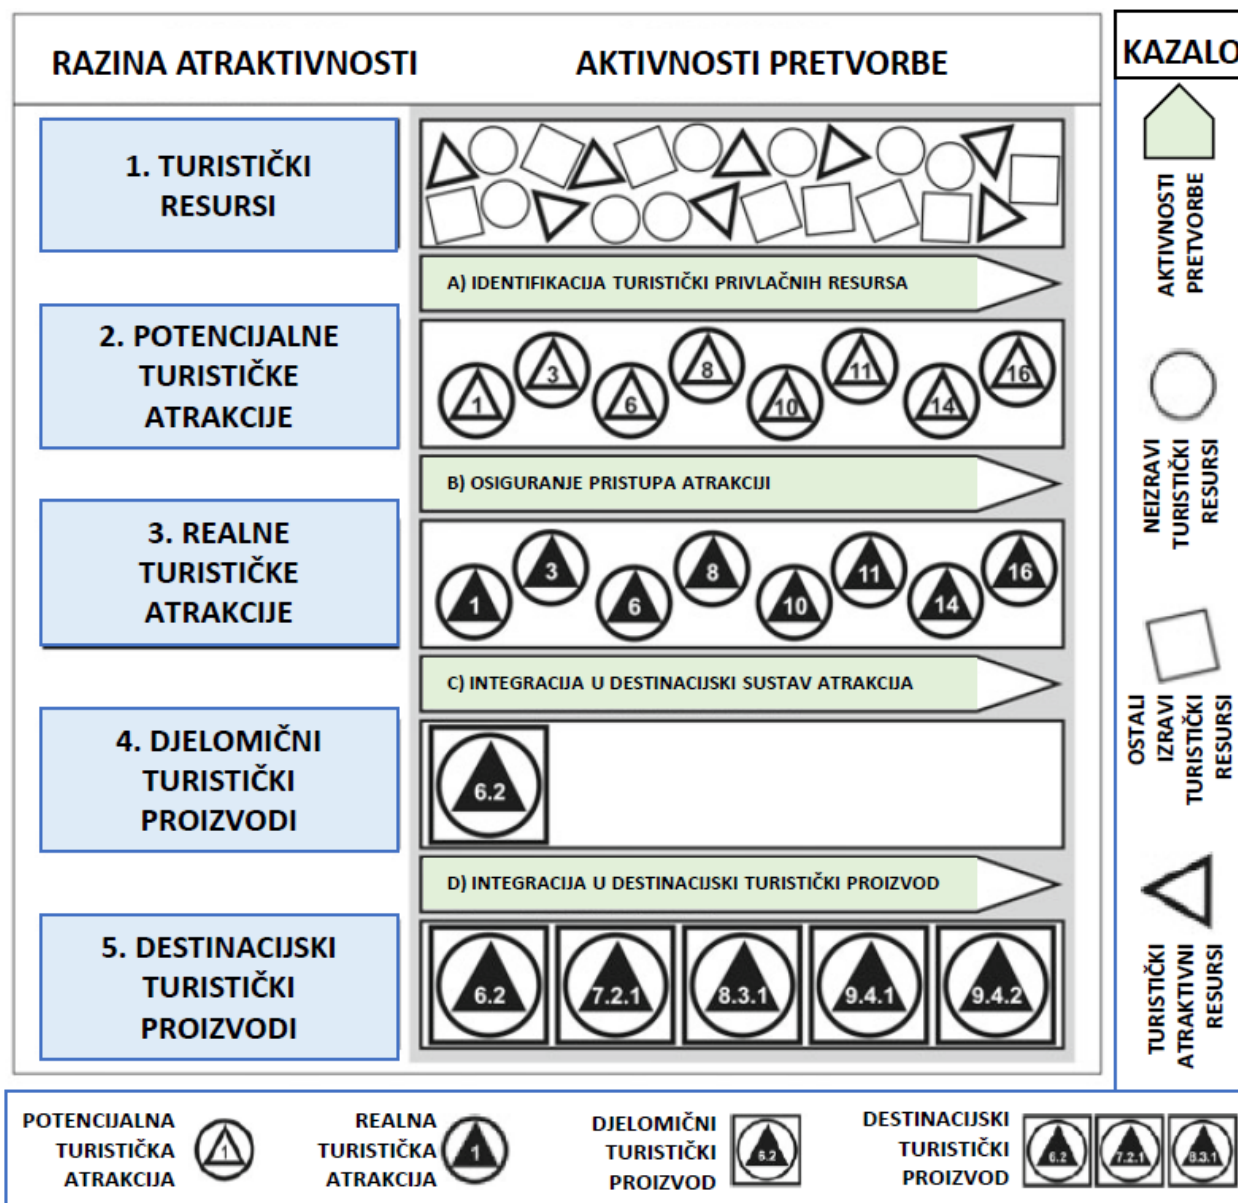 RAZINA ATRAKTIVNOSTI
AKTIVNOSTI PRETVORBE
1. TURISTIČKI
RESURSI
A) IDENTIFIKACIJA TURISTIČKI PRIVLAČNIH RESURSA
2. POTENCIJALNE
TURISTIČKE
ATRAKCIJE
1
3
6
8
10
11
14
16
B) OSIGURANJE PRISTUPA ATRAKCIJI
3. REALNE
TURISTIČKE
ATRAKCIJE
1
3
6
8
10
11
14
16
C) INTEGRACIJA U DESTINACIJSKI SUSTAV ATRAKCIJA
4. DJELOMIČNI
TURISTIČKI
PROIZVODI
6.2
D) INTEGRACIJA U DESTINACIJSKI TURISTIČKI PROIZVOD
5. DESTINACIJSKI
TURISTIČKI
PROIZVODI
6.2
7.2.1
8.3.1
9.4.1
9.4.2
KAZALO
AKTIVNOSTI
PRETVORBE
NEIZRAVI
TURISTIČKI
RESURSI
OSTALI
IZRAVI
TURISTIČKI
RESURSI
TURISTIČKI
ATRAKTIVNI
RESURSI
POTENCIJALNA
TURISTIČKA
ATRAKCIJA
1
REALNA
TURISTIČKA
ATRAKCIJA
1
DJELOMIČNI
TURISTIČKI
PROIZVOD
6.2
DESTINACIJSKI
TURISTIČKI
PROIZVOD
6.2
7.2.1
8.3.1